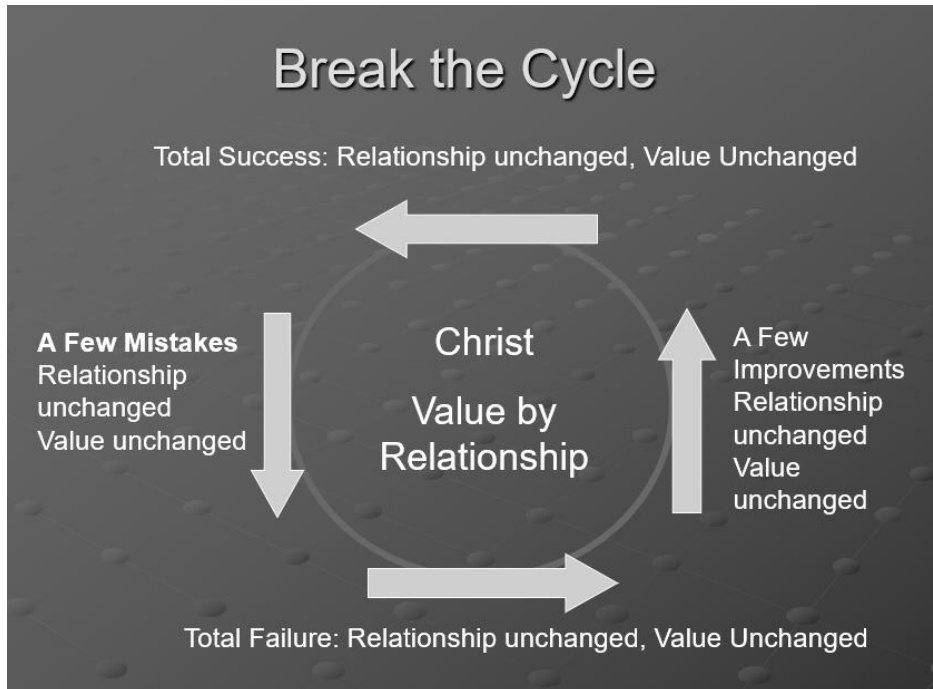 Break the Cycle
Total Success: Relationship unchanged, Value Unchanged
A Few Mistakes
Relationship
unchanged
Value unchanged
Christ
Value by
Relationship
A Few
Improvements
Relationship
unchanged
Value
unchanged
Total Failure: Relationship unchanged, Value Unchanged